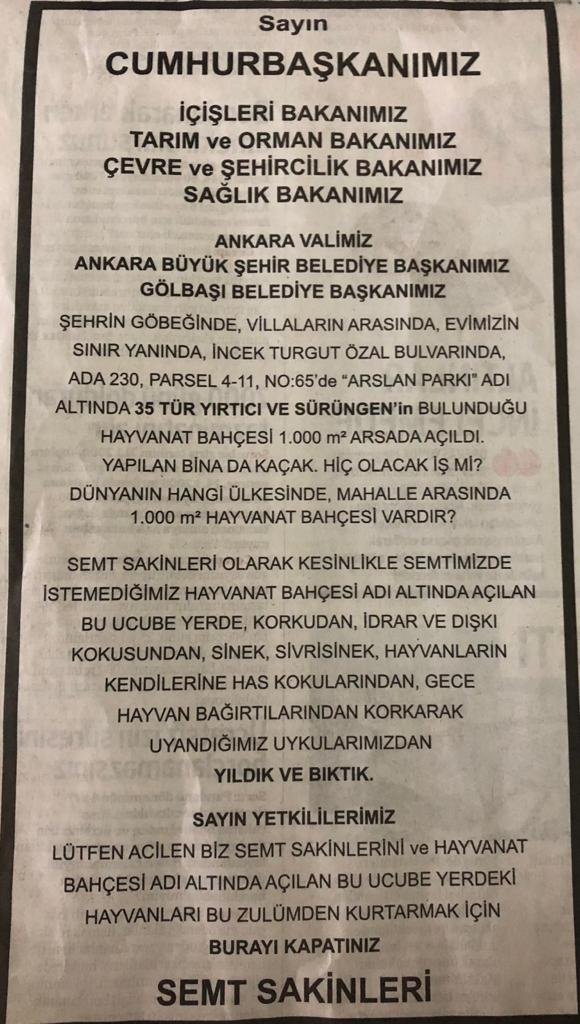 Sayın
CUMHURBAŞKANIMIZ
İÇİŞLERİ BAKANIMIZ
TARIM ve ORMAN BAKANIMIZ
ÇEVRE ve ŞEHİRCİLİK BAKANIMIZ
SAĞLIK BAKANIMIZ
ANKARA VALİMİZ
ANKARA BÜYÜK ŞEHİR BELEDİYE BAŞKANIMIZ
GÖLBAŞI BELEDİYE BAŞKANIMIZ
ŞEHRİN GÖBEĞİNDE, VİLLALARIN ARASINDA, EVİMİZİN
SINIR YANINDA, İNCEK TURGUT ÖZAL BULVARINDA,
ADA 230, PARSEL 4-11, NO:65'de “ARSLAN PARKI” ADI
ALTINDA 35 TÜR YIRTICI VE SÜRÜNGEN'in BULUNDUĞU
HAYVANAT BAHÇESİ 1.000 m² ARSADA AÇILDI.
YAPILAN BİNA DA KAÇAK. HİÇ OLACAK İŞ Mİ?
DÜNYANIN HANGİ ÜLKESİNDE, MAHALLE ARASINDA
1.000 m² HAYVANAT BAHÇESİ VARDIR?
SEMT SAKİNLERİ OLARAK KESİNLİKLE SEMTİMİZDE
İSTEMEDİĞİMİZ HAYVANAT BAHÇESİ ADI ALTINDA AÇILAN
BU UCUBE YERDE, KORKUDAN, İDRAR VE DIŞKI
KOKUSUNDAN, SİNEK, SİVRİSİNEK, HAYVANLARIN
KENDİLERİNE HAS KOKULARINDAN, GECE
HAYVAN BAĞIRTILARINDAN KORKARAK
UYANDIĞIMIZ UYKULARIMIZDAN
YILDIK VE BIKTIK.
SAYIN YETKİLİLERİMİZ
LÜTFEN ACİLEN BİZ SEMT SAKİNLERİNİ ve HAYVANAT
BAHÇESİ ADI ALTINDA AÇILAN BU UCUBE YERDEKİ
HAYVANLARI BU ZULÜMDEN KURTARMAK İÇİN
BURAYI KAPATINIZ
SEMT SAKİNLERİ